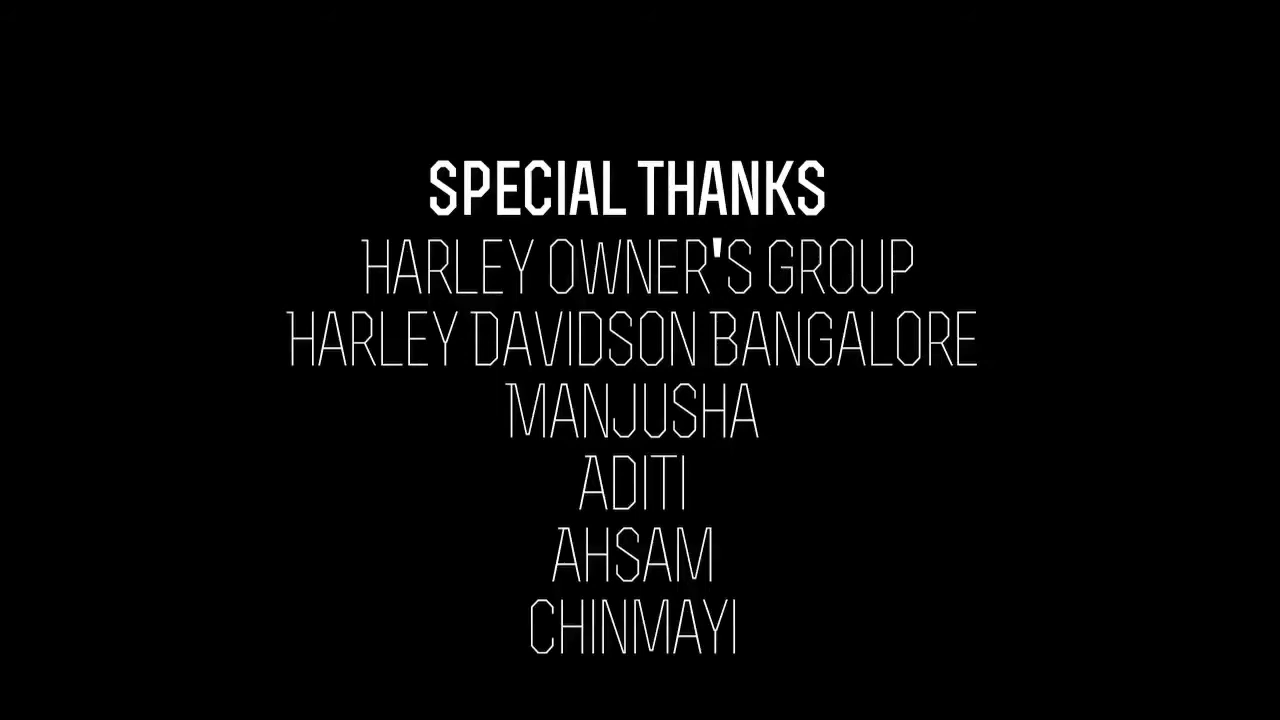 SPECIAL THANKS
HARLEY OWNER'S GROUP
HARLEY DAVIDSON BANGALORE
MANJUSHA
ADITI
AHSAM
CHINMAYI